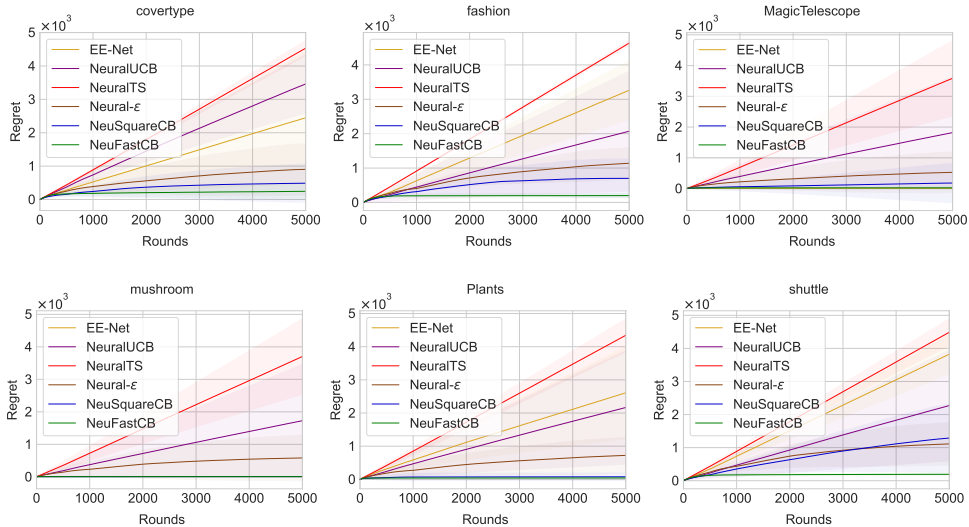 covertype
×10³
5
4
3
2
1
0
Regret
EE-Net
NeuralUCB
NeuralTS
Neural-ε
NeuSquareCB
NeuFastCB
0 1000 2000 3000 4000 5000
Rounds
fashion
×10³
5
4
3
2
1
0
Regret
EE-Net
NeuralUCB
NeuralTS
Neural-ε
NeuSquareCB
NeuFastCB
0 1000 2000 3000 4000 5000
Rounds
MagicTelescope
×10³
5
4
3
2
1
0
Regret
EE-Net
NeuralUCB
NeuralTS
Neural-ε
NeuSquareCB
NeuFastCB
0 1000 2000 3000 4000 5000
Rounds
mushroom
×10³
5
4
3
2
1
0
Regret
EE-Net
NeuralUCB
NeuralTS
Neural-ε
NeuSquareCB
NeuFastCB
0 1000 2000 3000 4000 5000
Rounds
Plants
×10³
5
4
3
2
1
0
Regret
EE-Net
NeuralUCB
NeuralTS
Neural-ε
NeuSquareCB
NeuFastCB
0 1000 2000 3000 4000 5000
Rounds
shuttle
×10³
5
4
3
2
1
0
Regret
EE-Net
NeuralUCB
NeuralTS
Neural-ε
NeuSquareCB
NeuFastCB
0 1000 2000 3000 4000 5000
Rounds